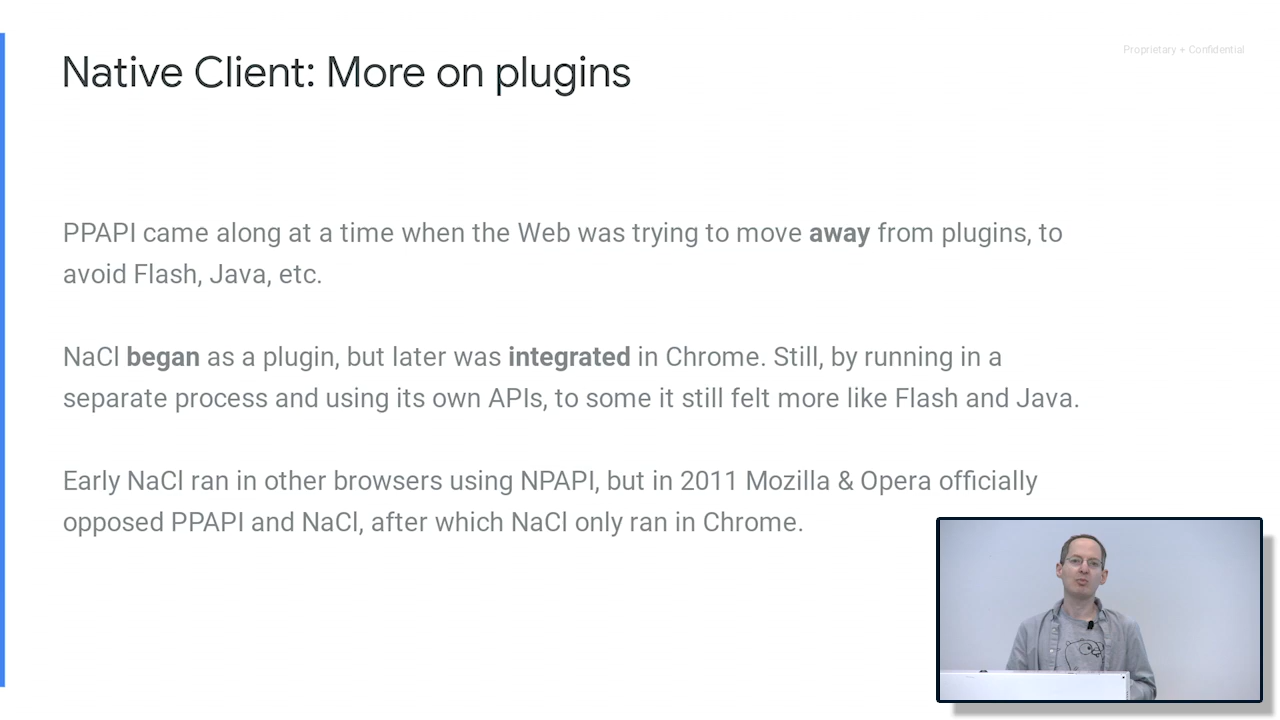 Native Client: More on plugins
Proprietary + Confidential
PPAPI came along at a time when the Web was trying to move away from plugins, to
avoid Flash, Java, etc.
NaCl began as a plugin, but later was integrated in Chrome. Still, by running in a
separate process and using its own APIs, to some it still felt more like Flash and Java.
Early NaCl ran in other browsers using NPAPI, but in 2011 Mozilla & Opera officially
opposed PPAPI and NaCl, after which NaCl only ran in Chrome.